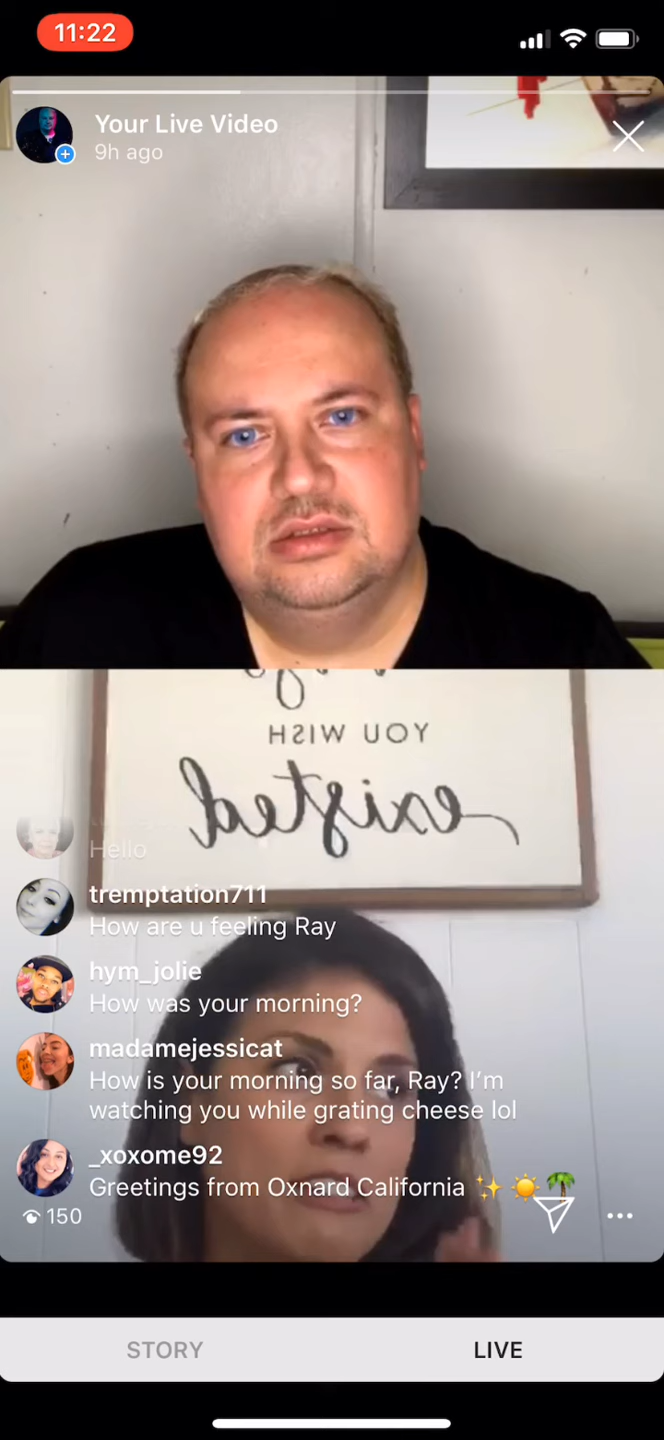 11:22
Your Live Video
9h ago
YOU WISH
existed
Hello
tremptation711
How are u feeling Ray
hym_jolie
How was your morning?
madamejessicat
How is your morning so far, Ray? I'm
watching you while grating cheese lol
_xoxome92
Greetings from Oxnard California ✨☀️🌴
150
STORY
LIVE